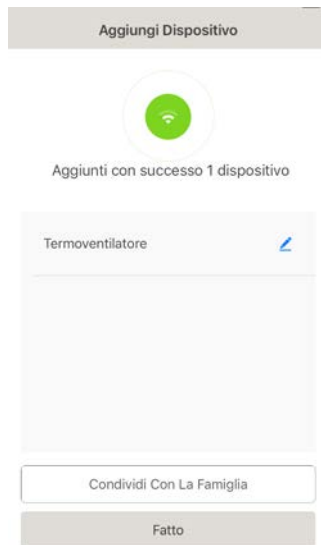 Aggiungi Dispositivo
Aggiunti con successo 1 dispositivo
Termoventilatore
Condividi Con La Famiglia
Fatto